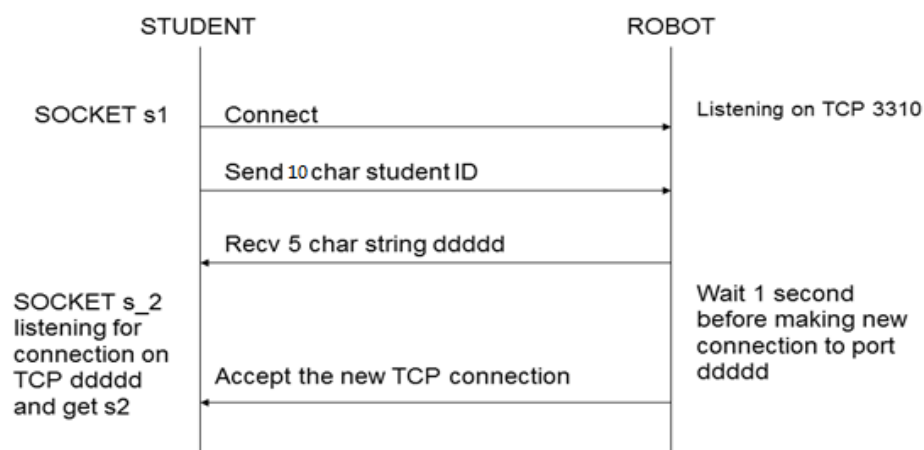 STUDENT
ROBOT
SOCKET s1
Connect
Listening on TCP 3310
Send 10 char student ID
Recv 5 char string ddddd
SOCKET s_2
listening for
connection on
TCP ddddd
and get s2
Wait 1 second
before making new
connection to port
ddddd
Accept the new TCP connection